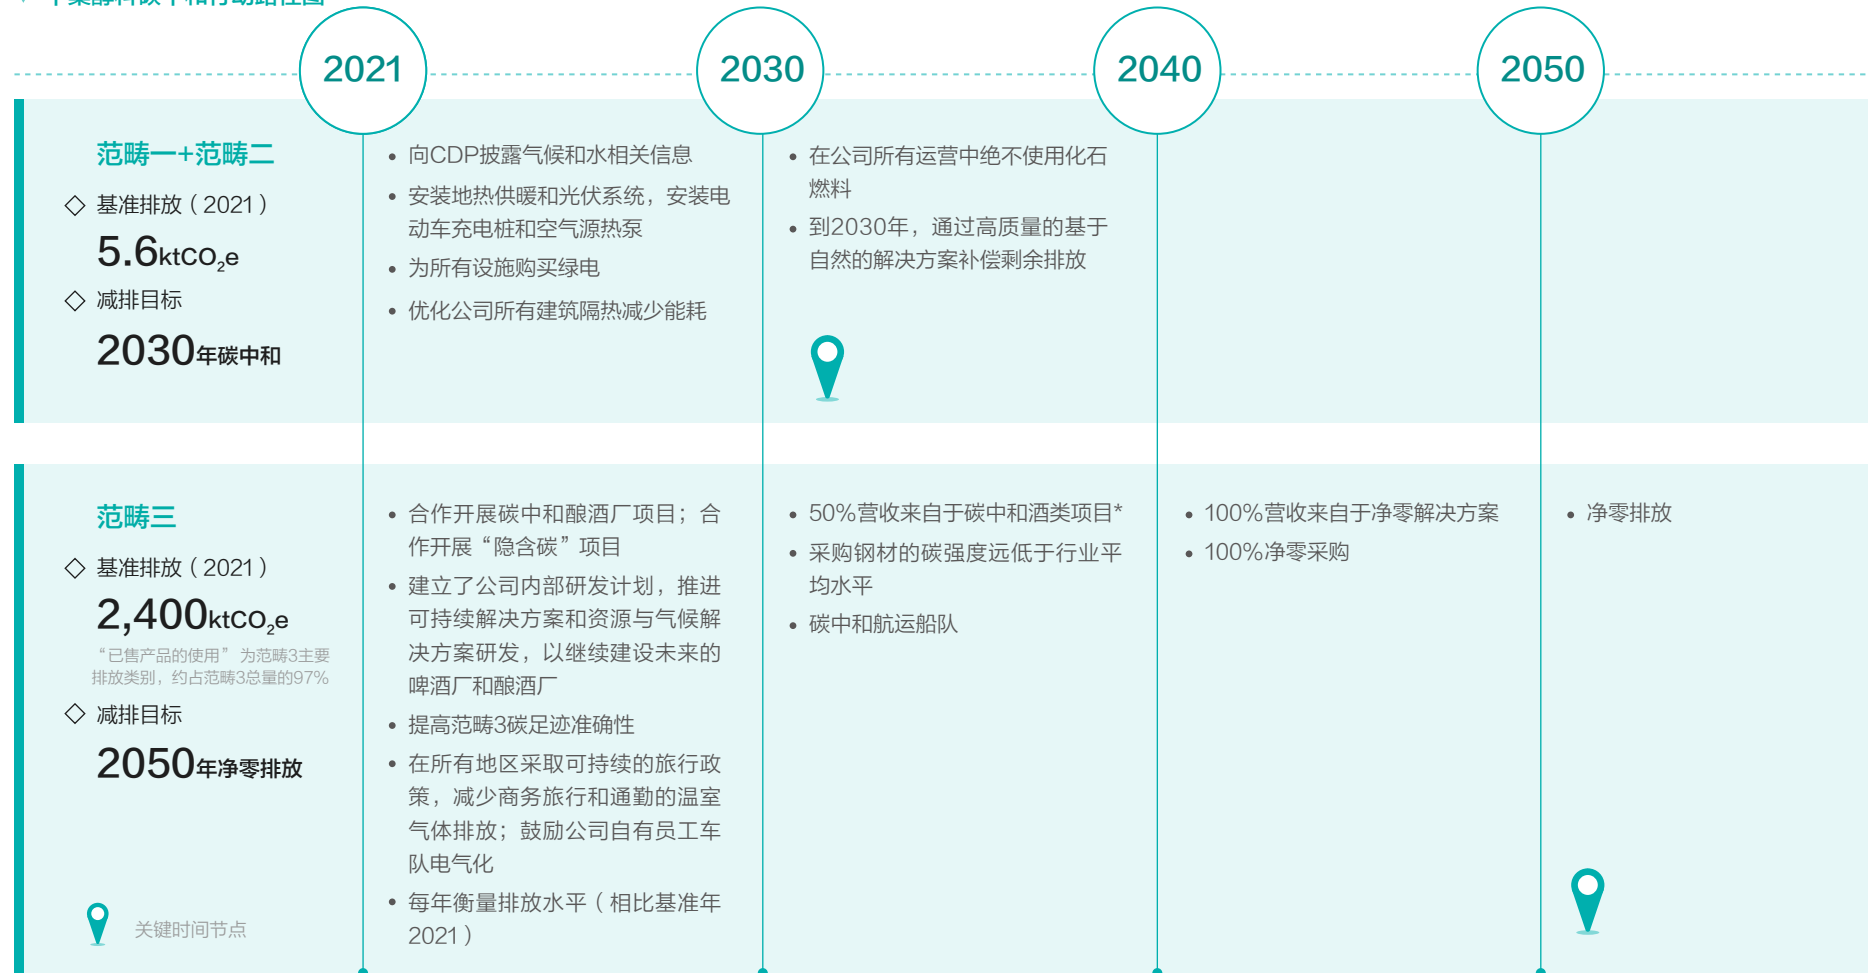 2021
2030
2040
2050
范畴一+范畴二
基准排放（2021）
5.6ktCO₂e
减排目标
2030年碳中和
向CDP披露气候和水相关信息
安装地热供暖和光伏系统，安装电
动车充电桩和空气源热泵
为所有设施购买绿电
优化公司所有建筑隔热减少能耗
在公司所有运营中绝不使用化石
燃料
到2030年，通过高质量的基于
自然的解决方案补偿剩余排放
范畴三
基准排放（2021）
2,400ktCO₂e
“已售产品的使用”为范畴3主要
排放类别，约占范畴3总量的97%
减排目标
2050年净零排放
关键时间节点
合作开展碳中和酿酒厂项目；合
作开展“隐含碳”项目
建立了公司内部研发计划，推进
可持续解决方案和资源与气候解
决方案研发，以继续建设未来的
啤酒厂和酿酒厂
提高范畴3碳足迹准确性
在所有地区采取可持续的旅行政
策，减少商务旅行和通勤的温室
气体排放；鼓励公司自有员工车
队电气化
每年衡量排放水平（相比基准年
2021）
50%营收来自于碳中和酒类项目*
采购钢材的碳强度远低于行业平
均水平
碳中和航运船队
100%营收来自于净零解决方案
100%净零采购
净零排放